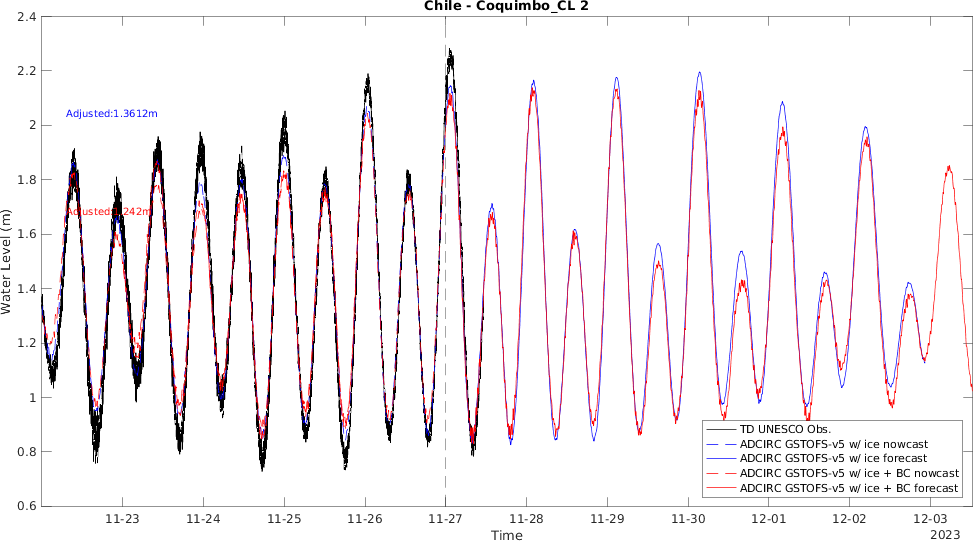 Chile - Coquimbo_CL 2
2.4
2.2
2
1.8
1.6
1.4
1.2
1
0.8
0.6
Water Level (m)
Adjusted:1.3612m
TD UNESCO Obs.
ADCIRC GSTOFS-v5 w/ ice nowcast
ADCIRC GSTOFS-v5 w/ ice forecast
ADCIRC GSTOFS-v5 w/ ice + BC nowcast
ADCIRC GSTOFS-v5 w/ ice + BC forecast
11-23 11-24 11-25 11-26 11-27 11-28 11-29 11-30 12-01 12-02 12-03
Time
2023